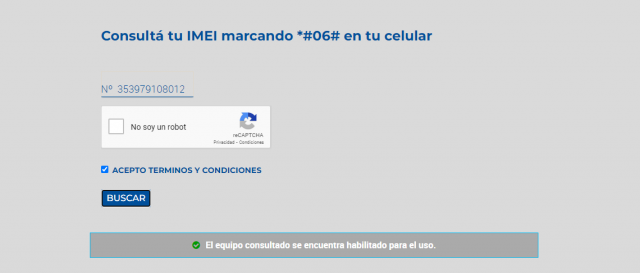 Consultá tu IMEI marcando *#06# en tu celular
Nº 353979108012
No soy un robot
reCAPTCHA
Privacidad - Condiciones
ACEPTO TERMINOS Y CONDICIONES
BUSCAR
El equipo consultado se encuentra habilitado para el uso.